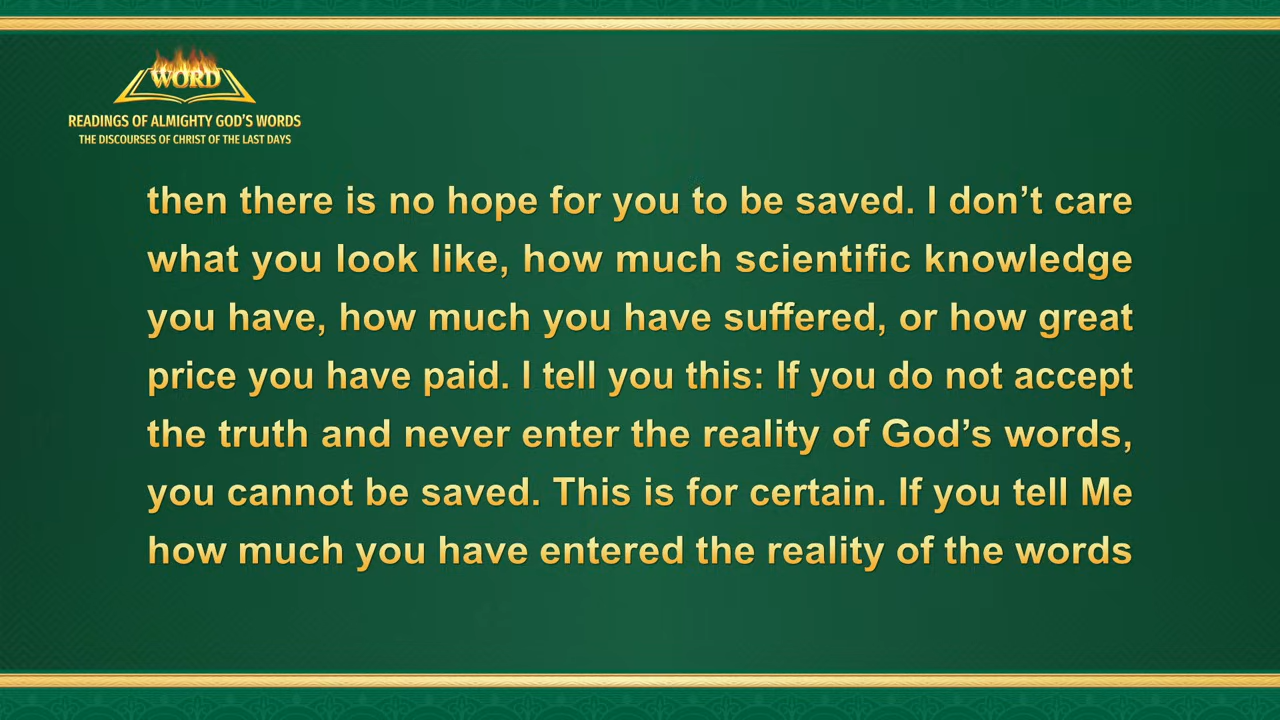 WORD
READINGS OF ALMIGHTY GOD'S WORDS
THE DISCOURSES OF CHRIST OF THE LAST DAYS
then there is no hope for you to be saved. I don’t care
what you look like, how much scientific knowledge
you have, how much you have suffered, or how great
price you have paid. I tell you this: If you do not accept
the truth and never enter the reality of God’s words,
you cannot be saved. This is for certain. If you tell Me
how much you have entered the reality of the words